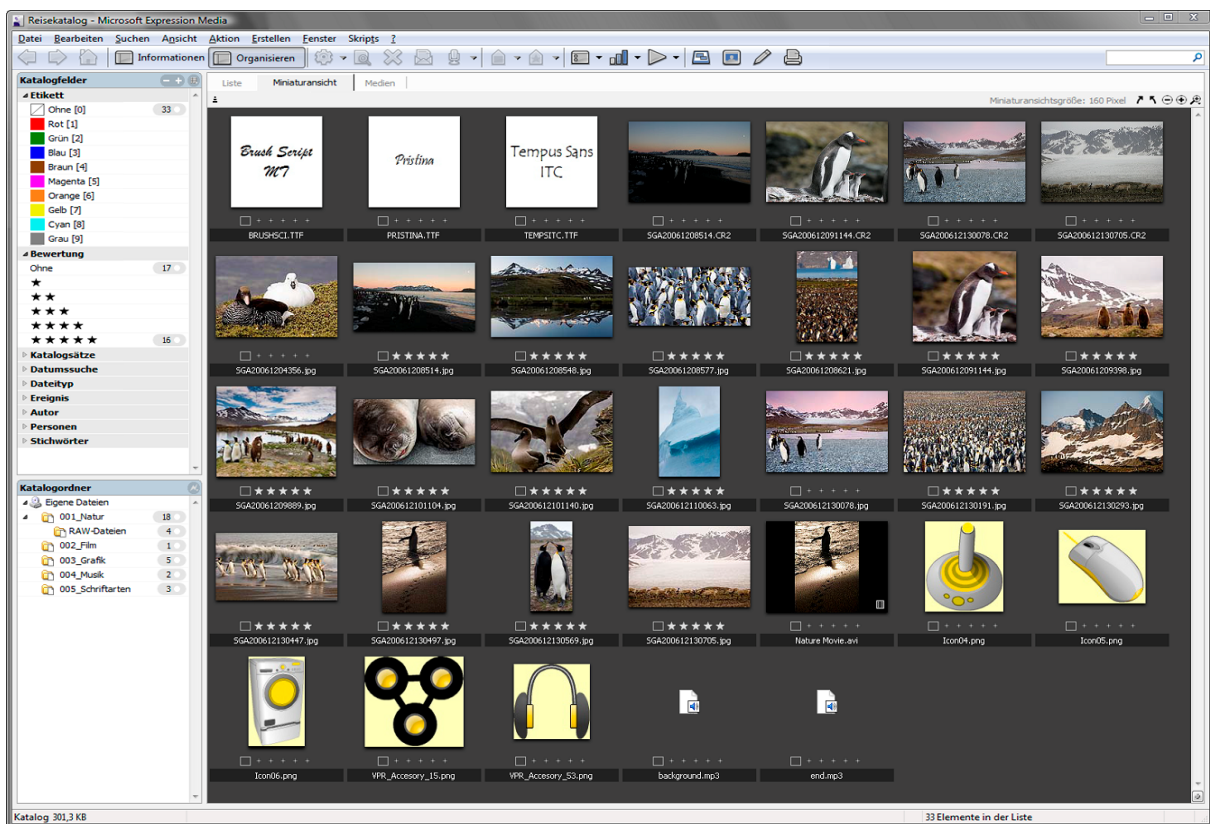 Reisekatalog - Microsoft Expression Media
Datei Bearbeiten Suchen Ansicht Aktion Erstellen Fenster Skripts ?
Informationen Organisieren
Katalogfelder
Etikett
Ohne [0] 33
Rot [1]
Grün [2]
Blau [3]
Braun [4]
Magenta [5]
Orange [6]
Gelb [7]
Cyan [8]
Grau [9]
Bewertung
Ohne 17
★
★ ★
★ ★ ★
★ ★ ★ ★
★ ★ ★ ★ ★ 16
Katalogsätze
Datumssuche
Dateityp
Ereignis
Autor
Personen
Stichwörter
Katalogordner
Eigene Dateien
001_Natur 18
RAW-Dateien 4
002_Film 1
003_Grafik 5
004_Musik 2
005_Schriftarten 3
Liste Miniaturansicht Medien
Miniaturansichtsgröße: 160 Pixel
Brush Script
MT
Pristina
Tempus Sans
ITC
BRUSHSCI.TTF PRISTINA.TTF TEMPSITC.TTF SGA20061208514.CR2 SGA200612091144.CR2 SGA200612130078.CR2 SGA200612130705.CR2
SGA20061204356.jpg SGA20061208514.jpg SGA20061208548.jpg SGA20061208577.jpg SGA20061208621.jpg SGA200612091144.jpg SGA20061209398.jpg
SGA20061209889.jpg SGA200612101104.jpg SGA200612101140.jpg SGA200612110063.jpg SGA200612130078.jpg SGA200612130191.jpg SGA200612130293.jpg
SGA200612130447.jpg SGA200612130497.jpg SGA200612130569.jpg SGA200612130705.jpg Nature Movie.avi Icon04.png Icon05.png
Icon06.png VPR_Accesory_15.png VPR_Accesory_53.png background.mp3 end.mp3
Katalog 301,3 KB
33 Elemente in der Liste